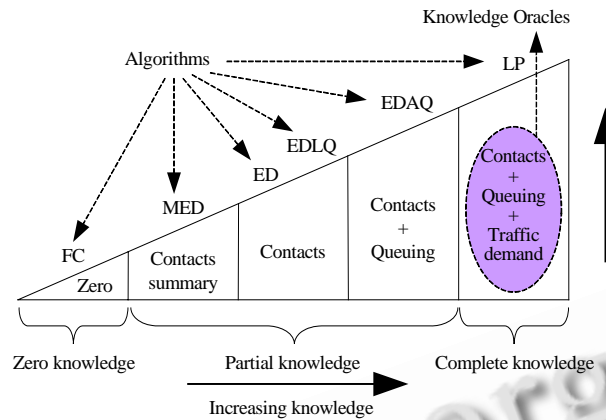 Knowledge Oracles
Algorithms
LP
EDAQ
EDLQ
ED
MED
FC
Zero
Contacts
summary
Contacts
Contacts
+
Queuing
Contacts
+
Queuing
+
Traffic
demand
Zero knowledge
Partial knowledge
Complete knowledge
Increasing knowledge